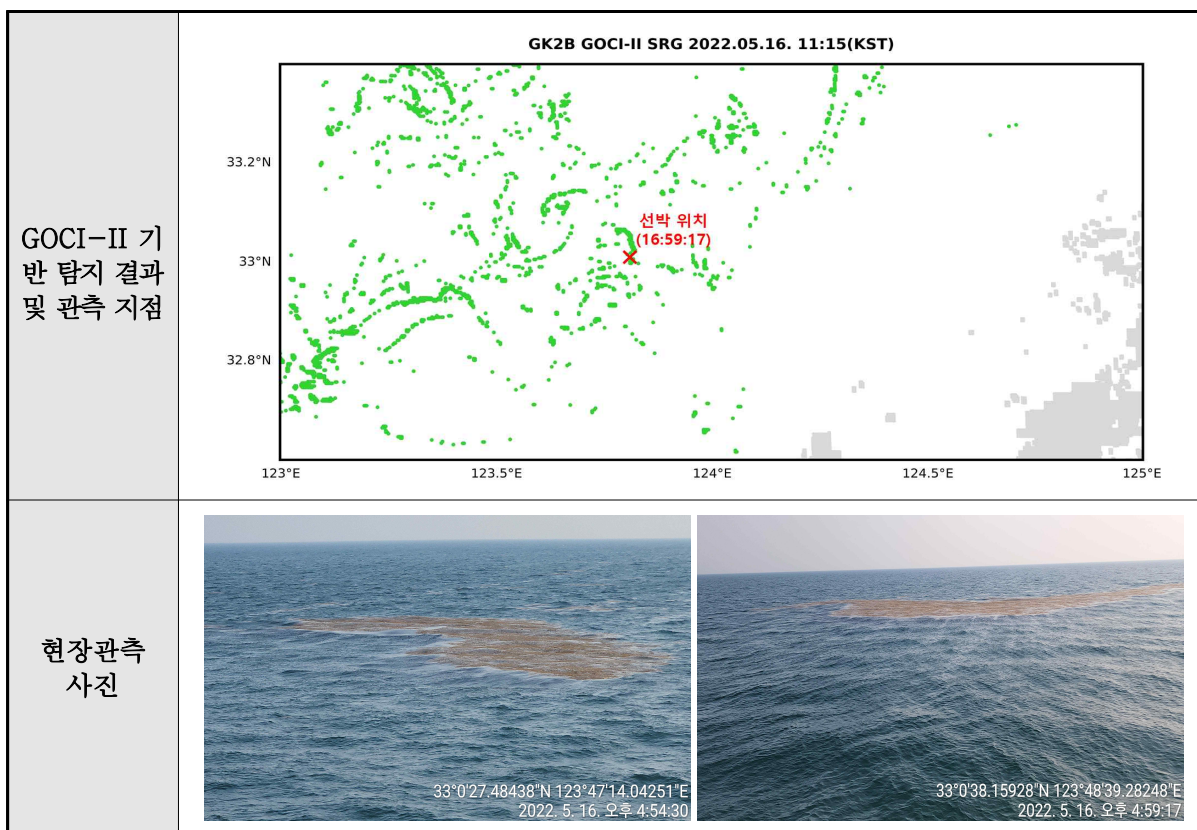 GOCI-II 기
반 탐지 결과
및 관측 지점
GK2B GOCI-II SRG 2022.05.16. 11:15(KST)
33.2°N
33°N
32.8°N
선박 위치
(16:59:17)
123°E
123.5°E
124°E
124.5°E
125°E
현장관측
사진
33°0'27.48438"N 123°47'14.04251"E
2022. 5. 16. 오후 4:54:30
33°0'38.15928"N 123°48'39.28248"E
2022. 5. 16. 오후 4:59:17